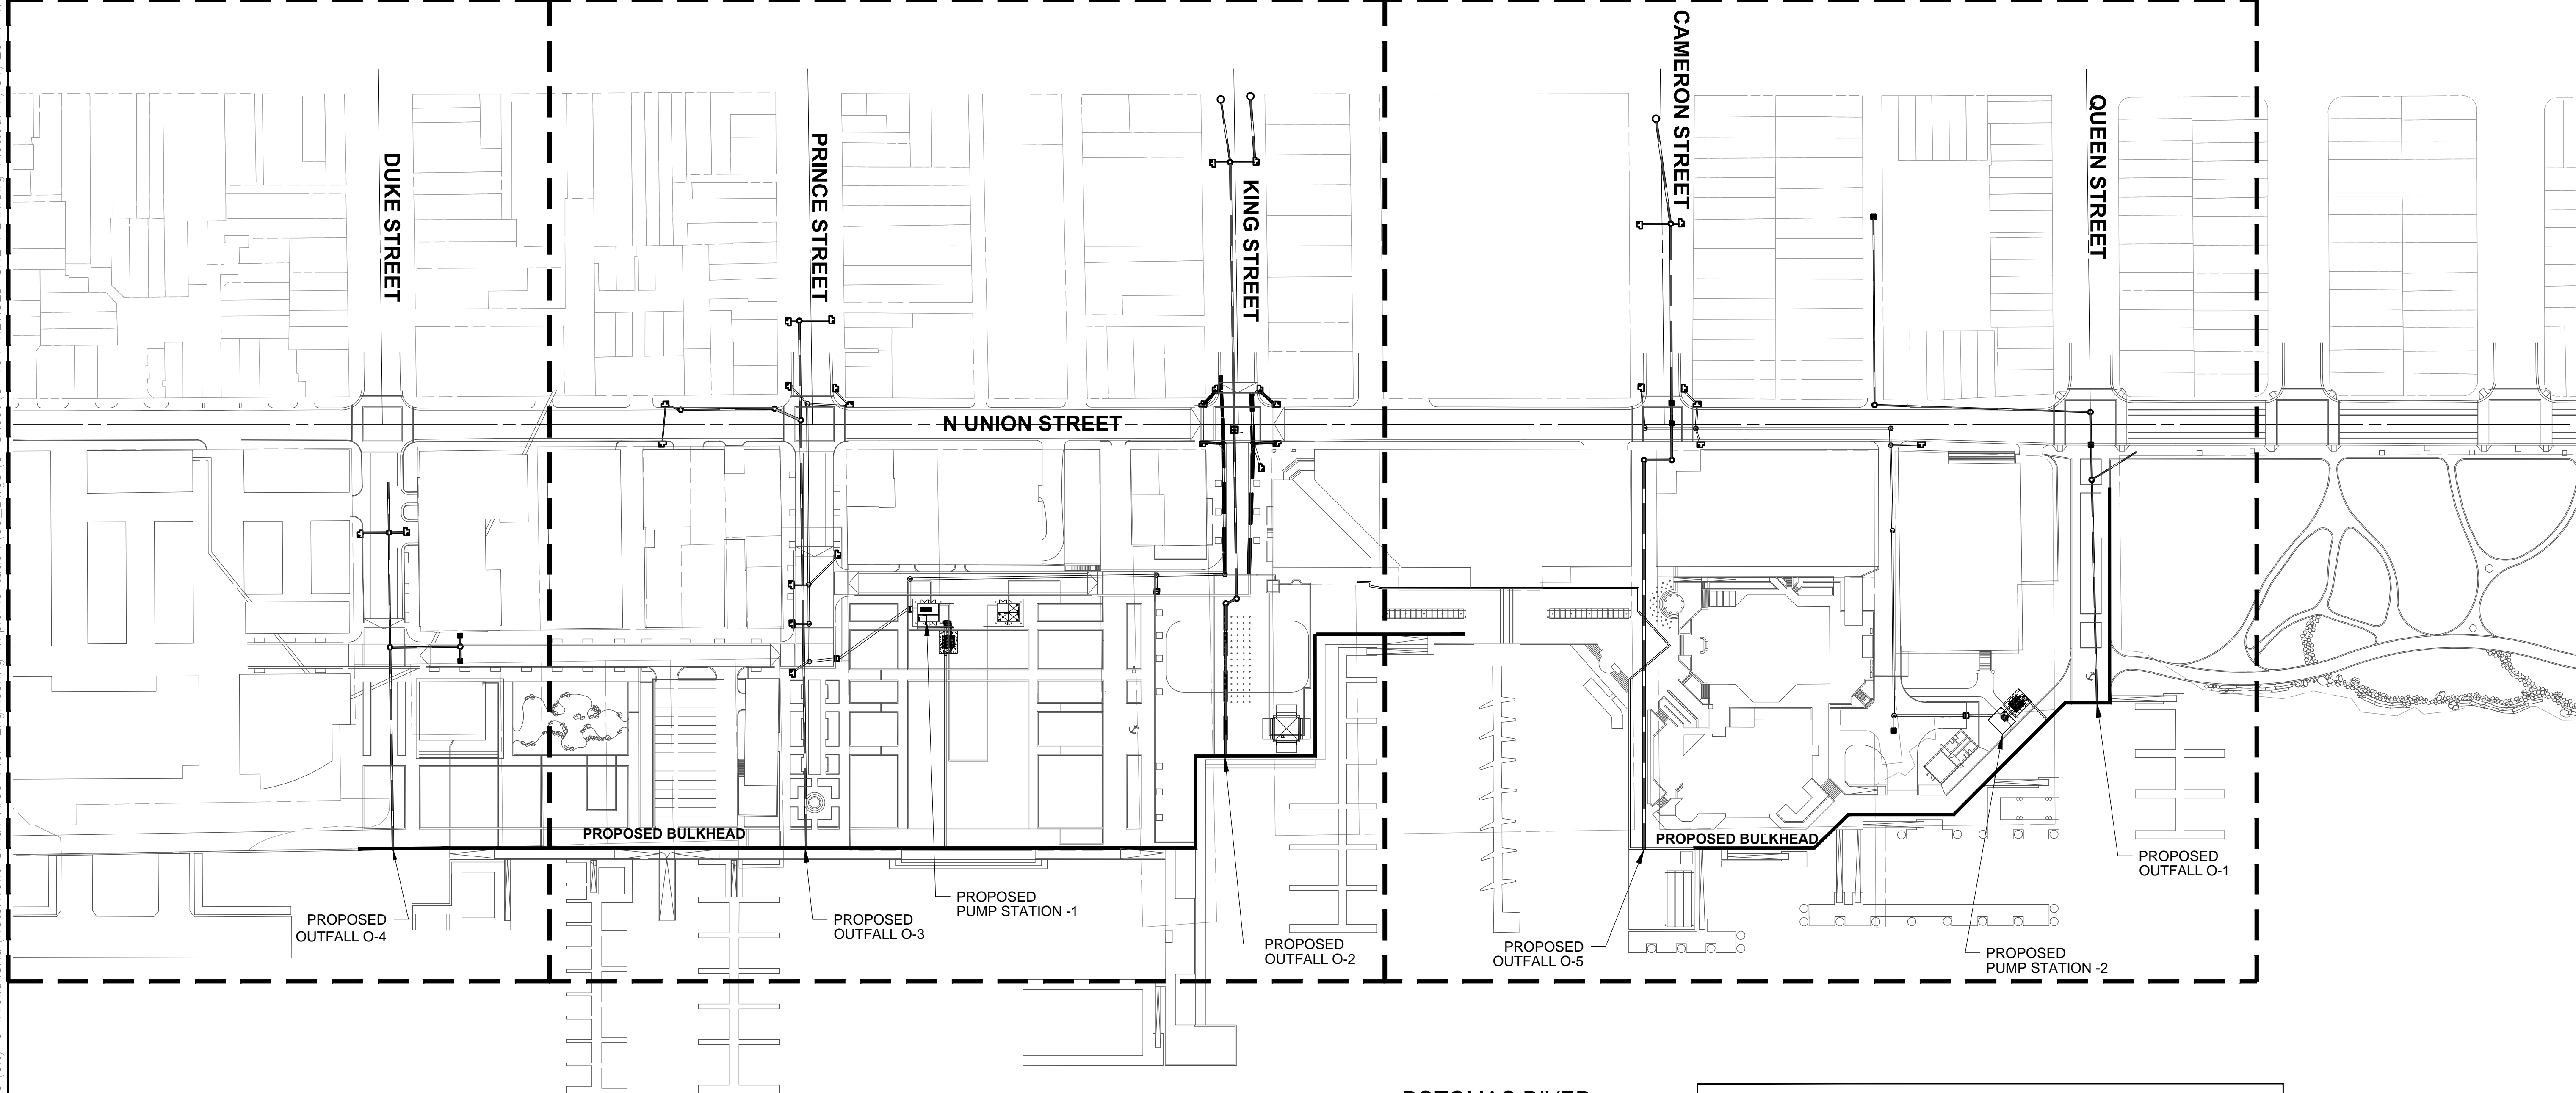 CAMERON STREET
QUEEN STREET
PRINCE STREET
DUKE STREET
KING STREET
N UNION STREET
PROPOSED BULKHEAD
PROPOSED BULKHEAD
PROPOSED
OUTFALL O-1
PROPOSED
PUMP STATION -1
PROPOSED
OUTFALL O-4
PROPOSED
OUTFALL O-3
PROPOSED
OUTFALL O-2
PROPOSED
OUTFALL O-5
PROPOSED
PUMP STATION -2
POTOMAC RIVER